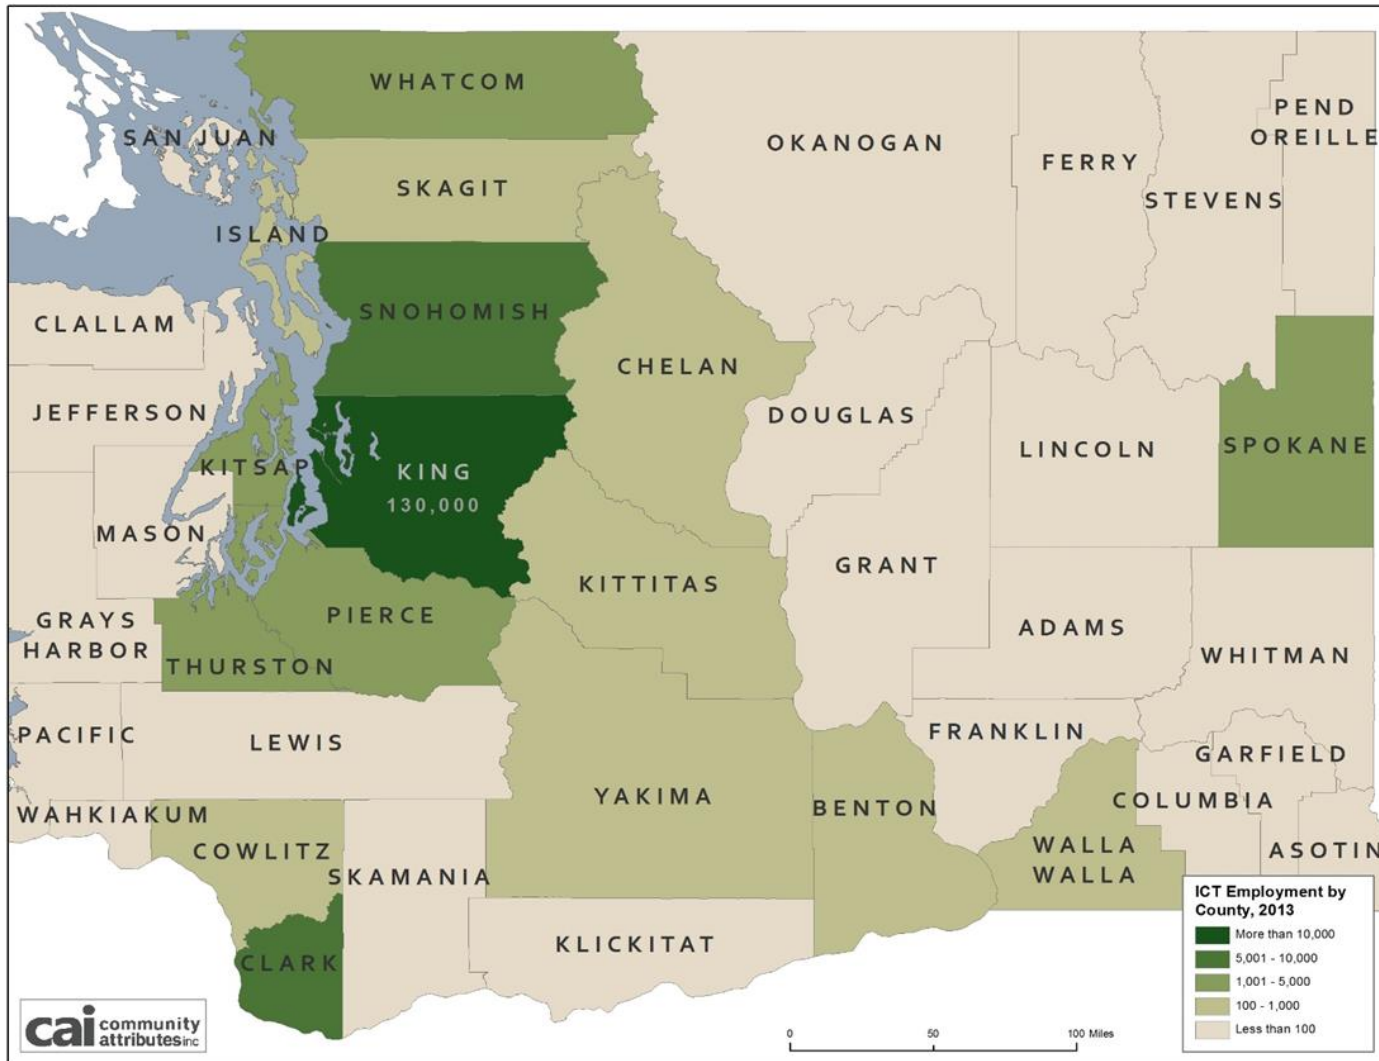 WHATCOM
SAN JUAN
SKAGIT
ISLAND
OKANOGAN
FERRY
PEND
OREILLE
STEVENS
SNOHOMISH
CLALLAM
CHELAN
JEFFERSON
DOUGLAS
KITSAP
KING
130,000
LINCOLN
SPOKANE
MASON
GRANT
KITTITAS
PIERCE
GRAYS
HARBOR
ADAMS
THURSTON
WHITMAN
PACIFIC
LEWIS
FRANKLIN
GARFIELD
YAKIMA
BENTON
COLUMBIA
WAHKIAKUM
COWLITZ
WALLA
WALLA
ASOTIN
SKAMANIA
KLICKITAT
CLARK
ICT Employment by
County, 2013
More than 10,000
5,001 - 10,000
1,001 - 5,000
100 - 1,000
Less than 100
cai community
attributes inc
0 50 100 Miles